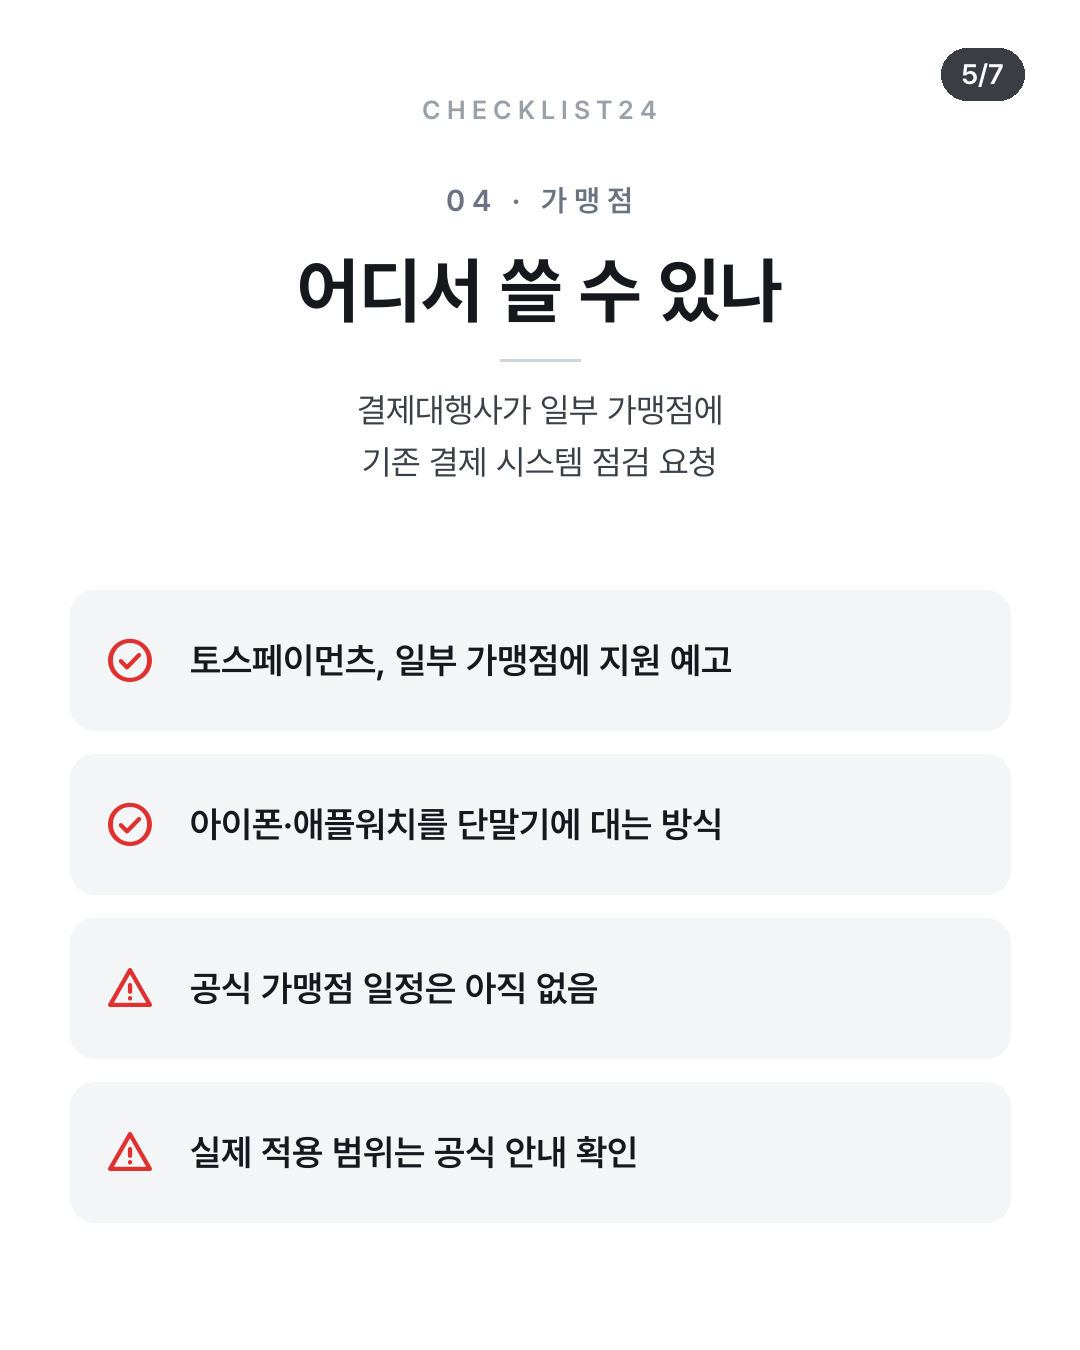 5/7
CHECKLIST24
04 · 가맹점
어디서 쓸 수 있나
결제대행사가 일부 가맹점에
기존 결제 시스템 점검 요청
토스페이먼츠, 일부 가맹점에 지원 예고
아이폰·애플워치를 단말기에 대는 방식
공식 가맹점 일정은 아직 없음
실제 적용 범위는 공식 안내 확인